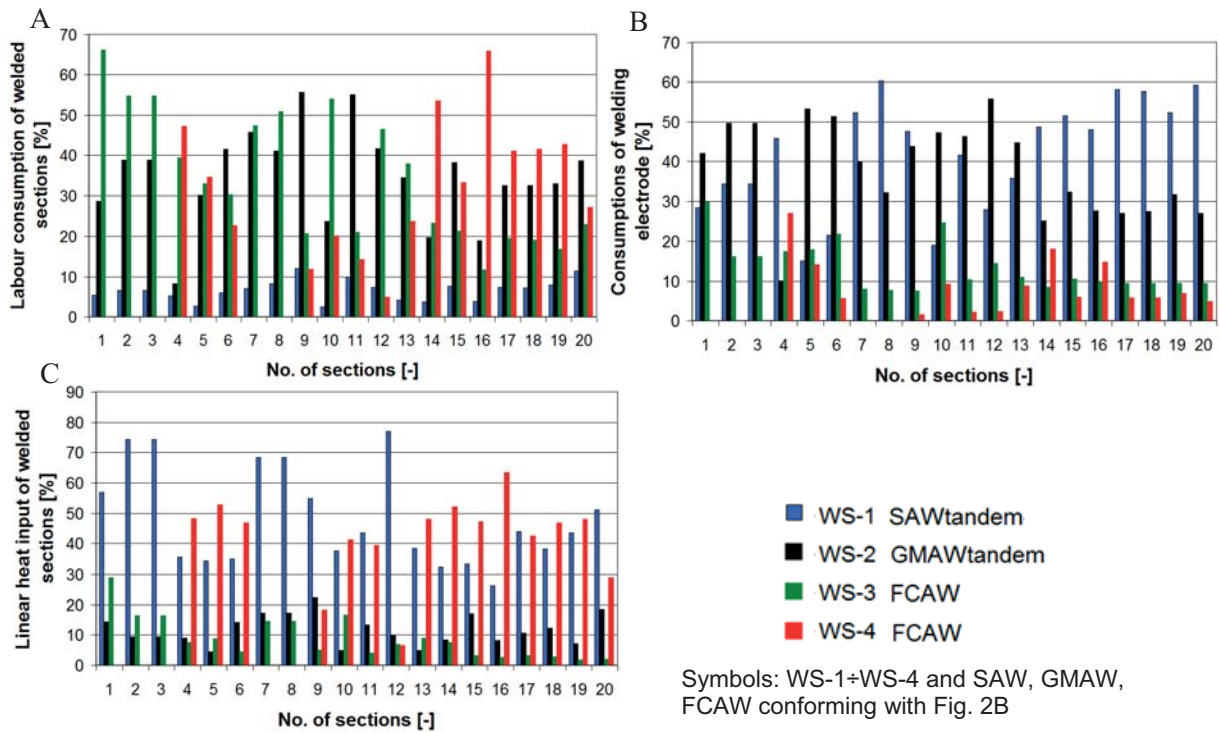 A
Labour consumption of welded
sections [%]
70
60
50
40
30
20
10
0
1 2 3 4 5 6 7 8 9 10 11 12 13 14 15 16 17 18 19 20
No. of sections [-]
B
Consumptions of welding
electrode [%]
70
60
50
40
30
20
10
0
1 2 3 4 5 6 7 8 9 10 11 12 13 14 15 16 17 18 19 20
No. of sections [-]
C
Linear heat input of welded
sections [%]
90
80
70
60
50
40
30
20
10
0
1 2 3 4 5 6 7 8 9 10 11 12 13 14 15 16 17 18 19 20
No. of sections [-]
WS-1 SAWtandem
WS-2 GMAWtandem
WS-3 FCAW
WS-4 FCAW
Symbols: WS-1÷WS-4 and SAW, GMAW,
FCAW conforming with Fig. 2B